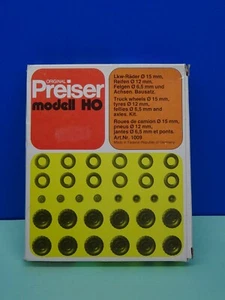 ORIGINAL
Preiser
modell HO
Lkw-Räder Ø 15 mm,
Reifen Ø 12 mm,
Felgen Ø 6,5 mm und
Achsen. Bausatz.
Truck wheels Ø 15 mm,
tyres Ø 12 mm,
fellies Ø 6,5 mm and
axles. Kit.
Roues de camion Ø 15 mm,
pneus Ø 12 mm,
jantes Ø 6,5 mm et ponts.
Art.Nr. 1009